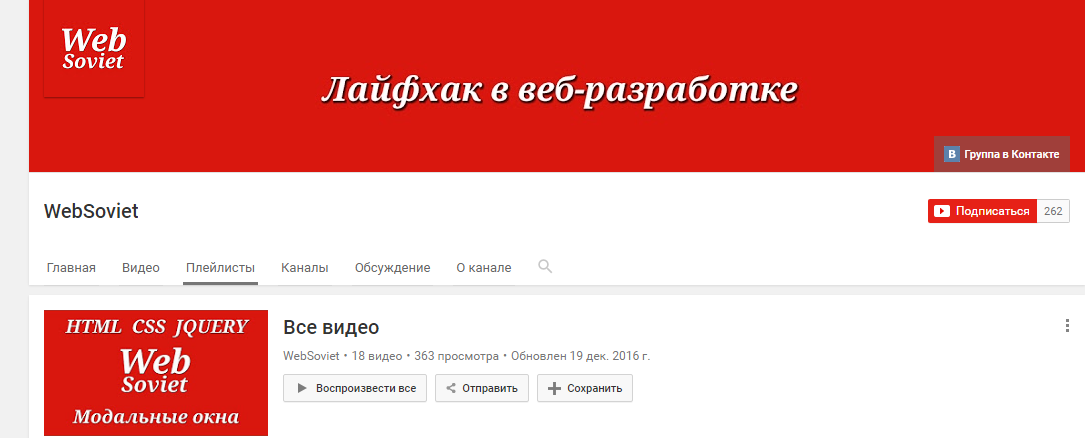 Web
Soviet
Лайфхак в веб-разработке
В Группа в Контакте
WebSoviet
Подписаться 262
Главная Видео Плейлисты Каналы Обсуждение О канале
HTML CSS JQUERY
Web
Soviet
Модальные окна
Все видео
WebSoviet • 18 видео • 363 просмотра • Обновлен 19 дек. 2016 г.
Воспроизвести все Отправить Сохранить